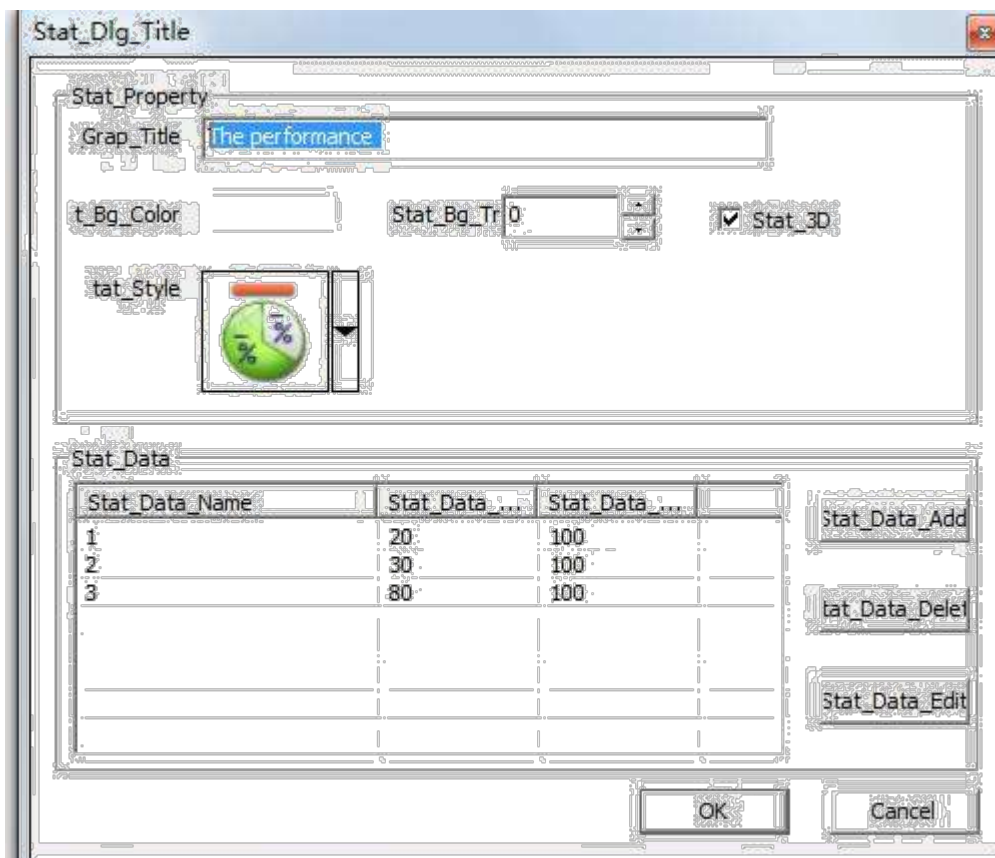 Stat_Dlg_Title
Stat_Property
Grap_Title The performance
t_Bg_Color Stat_Bg_Tr 0 Stat_3D
tat_Style
% %
Stat_Data
Stat_Data_Name Stat_Data_... Stat_Data_...
1 20 100
2 30 100
3 80 100
Stat_Data_Add
tat_Data_Delet
Stat_Data_Edit
OK Cancel